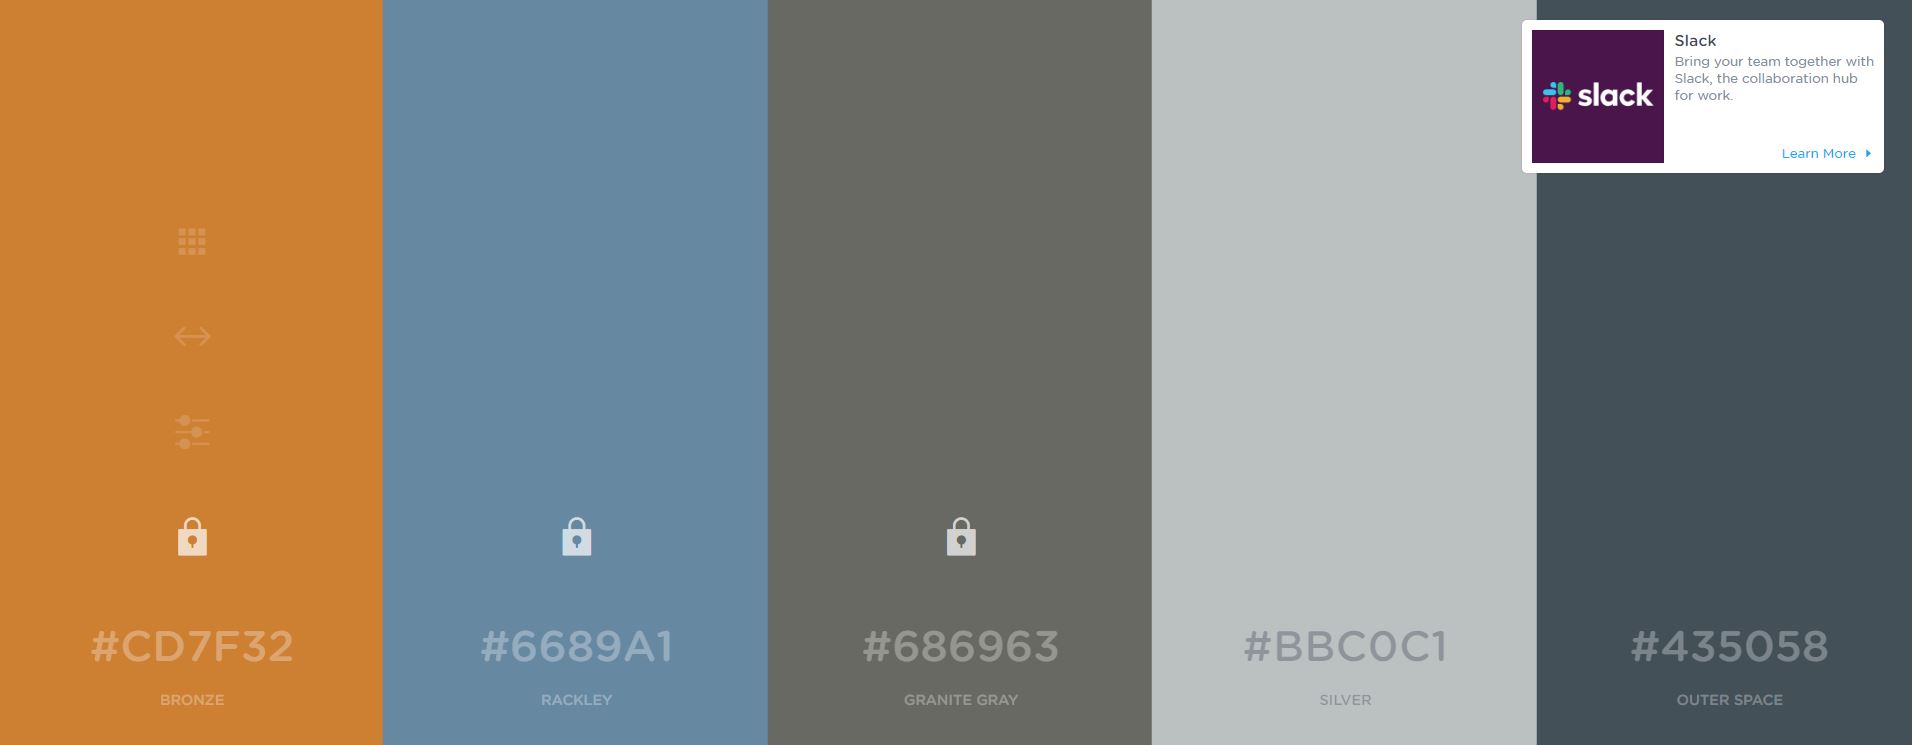 slack
Slack
Bring your team together with
Slack, the collaboration hub
for work.
Learn More
#CD7F32
#6689A1
#686963
#BBC0C1
#435058
BRONZE
RACKLEY
GRANITE GRAY
SILVER
OUTER SPACE